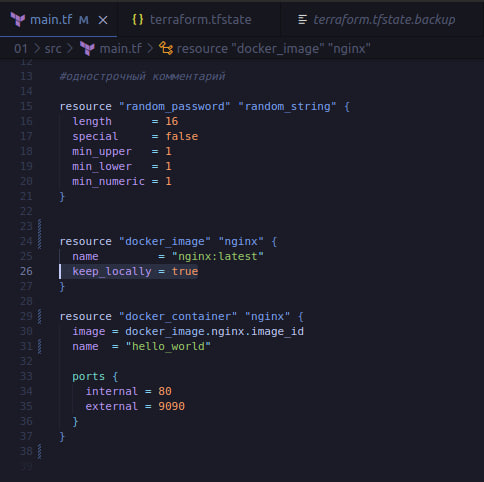 main.tf M × {} terraform.tfstate ≡ terraform.tfstate.backup
01 > src > main.tf > resource "docker_image" "nginx"
12
13 #однострочный комментарий
14
15 resource "random_password" "random_string" {
16 length = 16
17 special = false
18 min_upper = 1
19 min_lower = 1
20 min_numeric = 1
21 }
22
23
24 resource "docker_image" "nginx" {
25 name = "nginx:latest"
26 keep_locally = true
27 }
28
29 resource "docker_container" "nginx" {
30 image = docker_image.nginx.image_id
31 name = "hello_world"
32
33 ports {
34 internal = 80
35 external = 9090
36 }
37 }
38
39